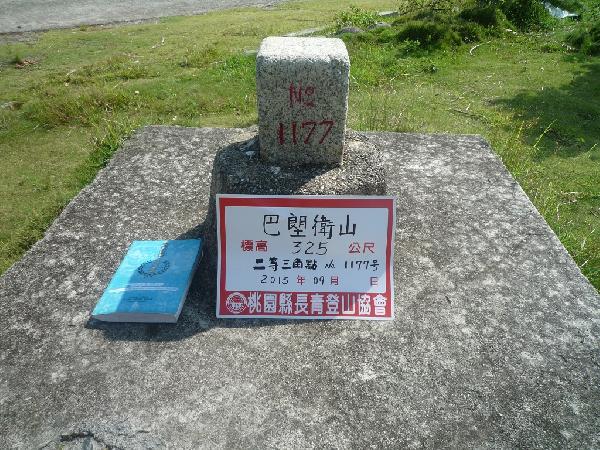 No
1177
巴塱衛山
標高 325 公尺
二等三角點 No 1177号
2015 年 09 月 日
桃園縣長青登山協會